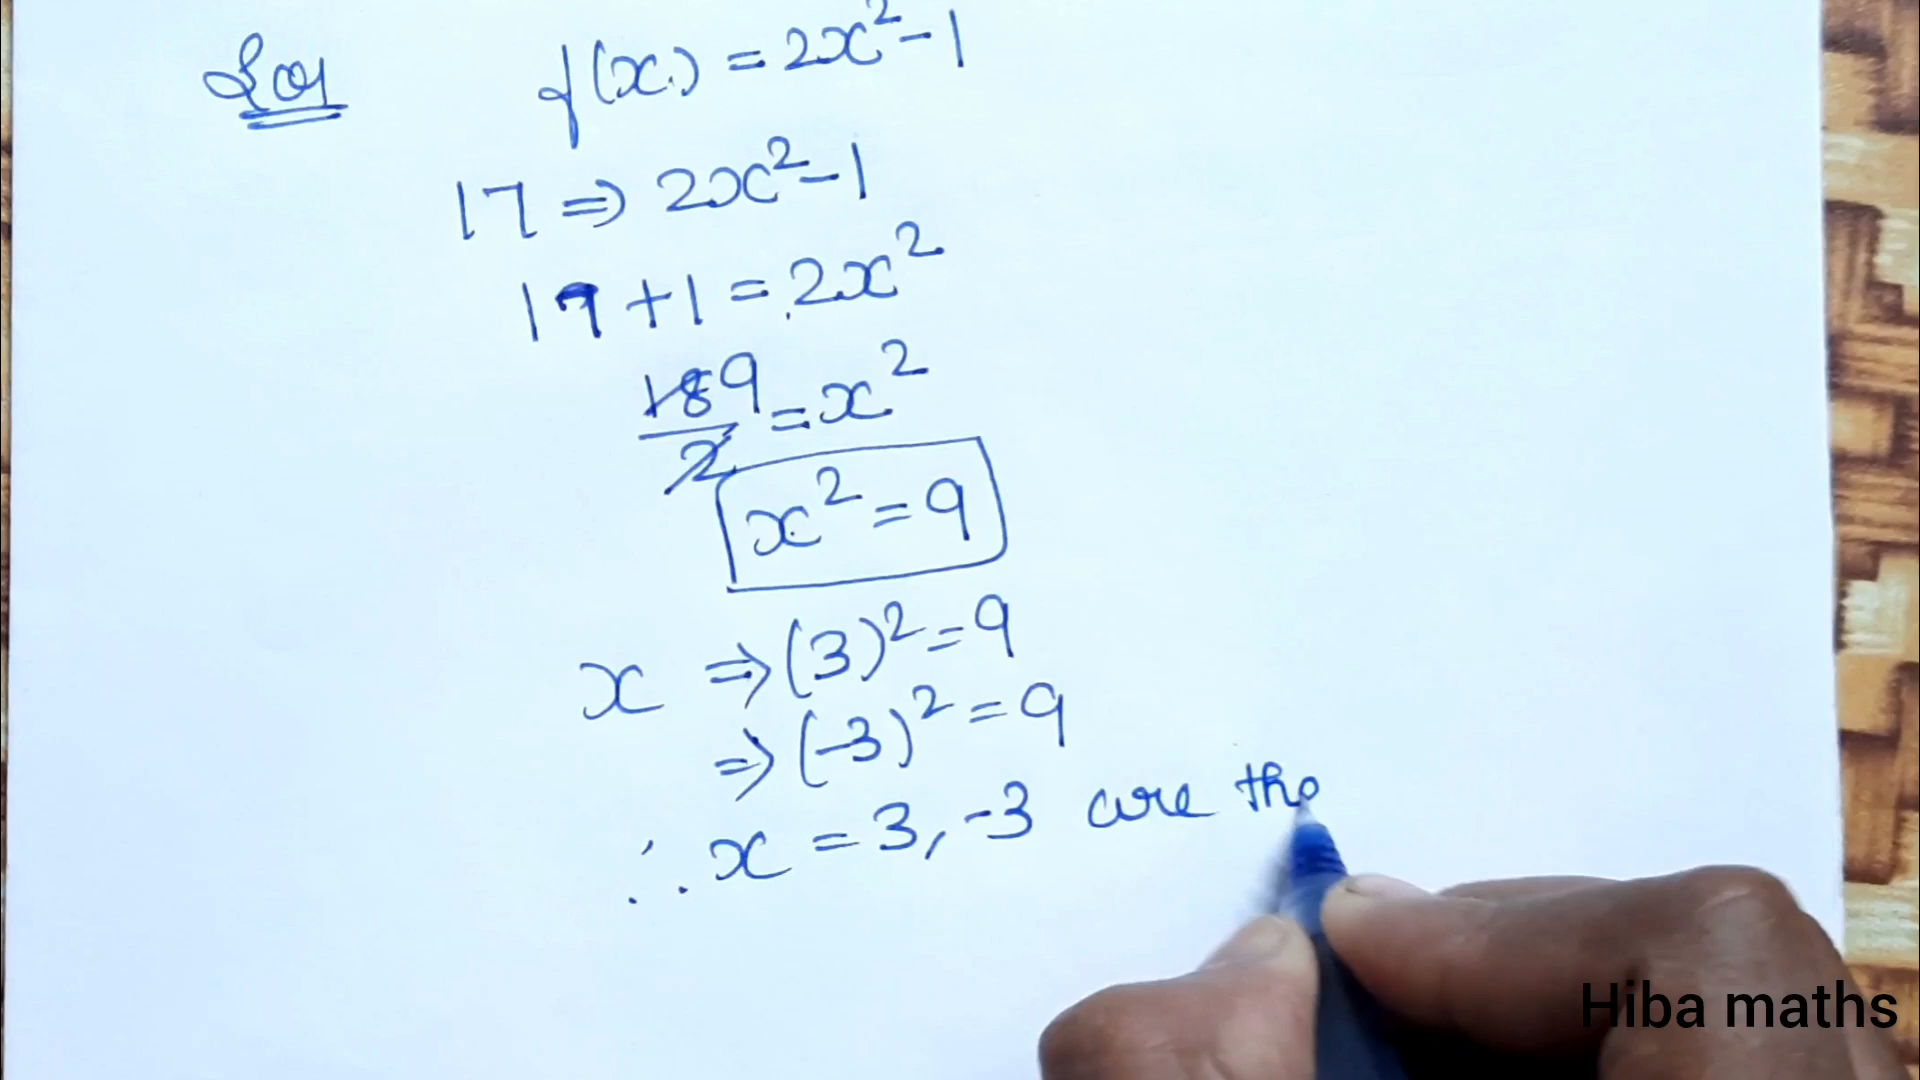 Sol f(x) = 2x² - 1
17 ⇒ 2x² - 1
17 + 1 = 2x²
18/2 9 = x²
x² = 9
x ⇒ (3)² = 9
⇒ (-3)² = 9
∴ x = 3, -3 are the
Hiba maths